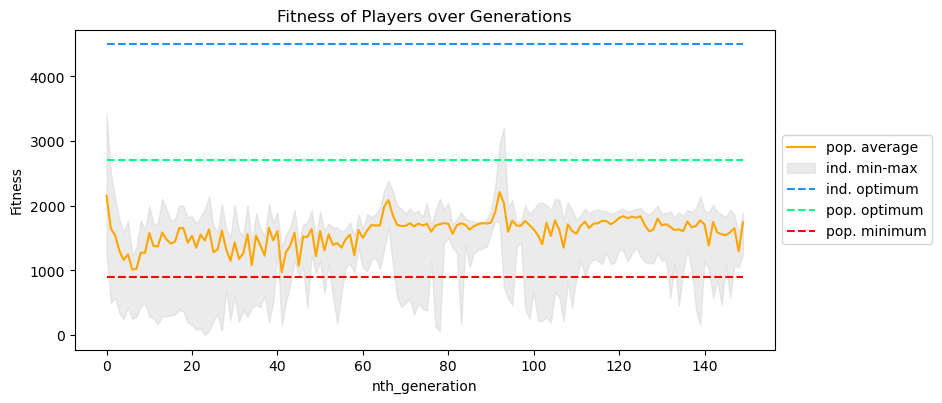 Fitness of Players over Generations
Fitness
4000
3000
2000
1000
0
0 20 40 60 80 100 120 140
nth_generation
pop. average
ind. min-max
ind. optimum
pop. optimum
pop. minimum